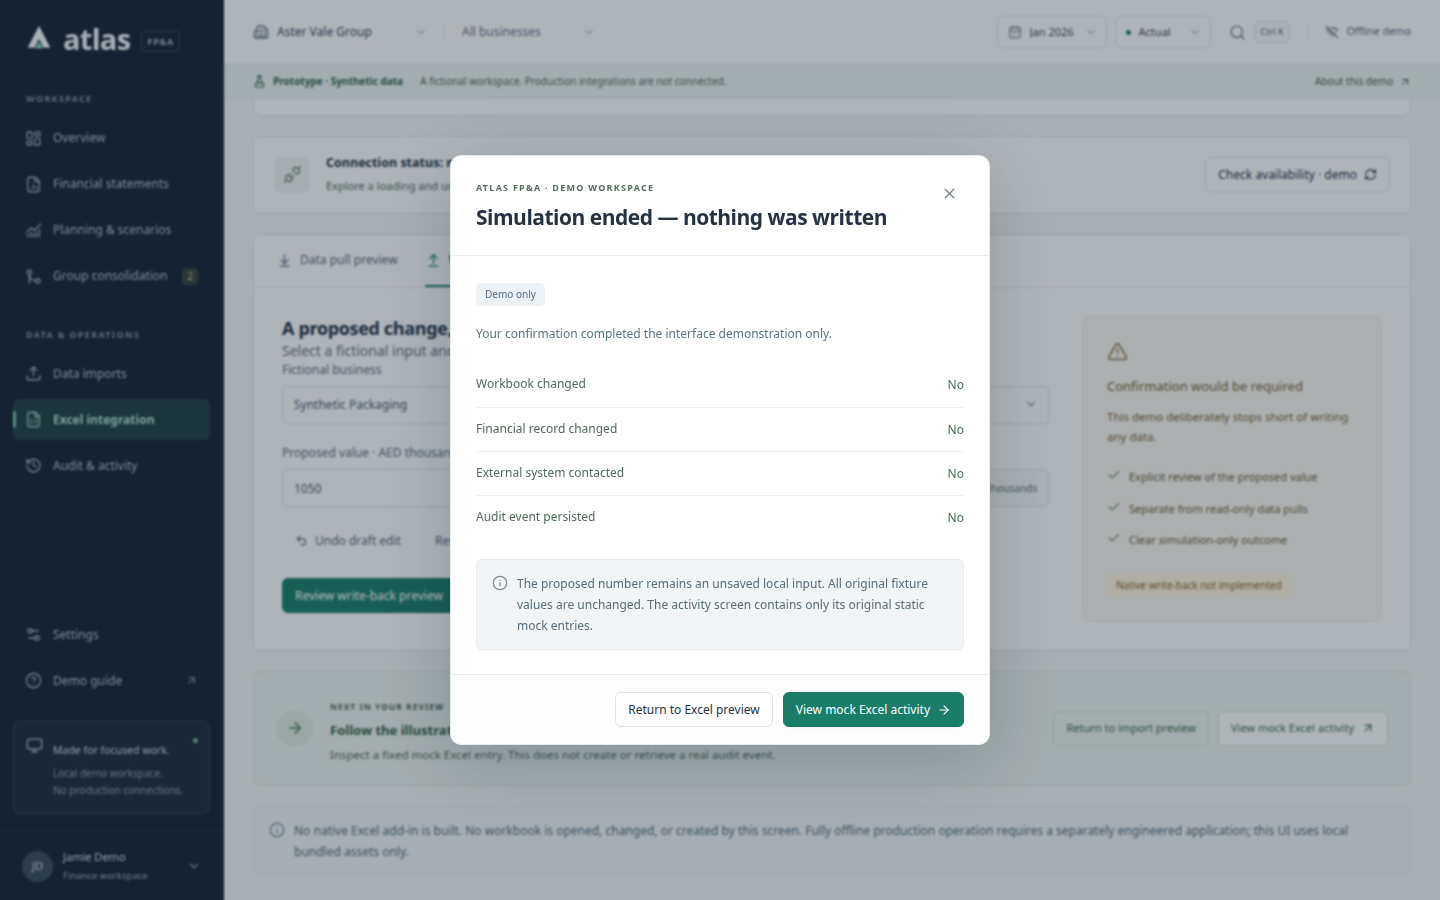 atlas FP&A
WORKSPACE
Overview
Financial statements
Planning & scenarios
Group consolidation 2
DATA & OPERATIONS
Data imports
Excel integration
Audit & activity
Settings
Demo guide
Made for focused work.
Local demo workspace.
No production connections.
JD
Jamie Demo
Finance workspace
Aster Vale Group
All businesses
Jan 2026
Actual
Ctrl K
Offline demo
Prototype · Synthetic data
A fictional workspace. Production integrations are not connected.
About this demo
Connection status:
Explore a loading and
Check availability · demo
Data pull preview
A proposed change,
Select a fictional input and
Fictional business
Synthetic Packaging
Proposed value · AED thousan
1050
housands
Undo draft edit
Re
Review write-back preview
Confirmation would be required
This demo deliberately stops short of writing
any data.
Explicit review of the proposed value
Separate from read-only data pulls
Clear simulation-only outcome
Native write-back not implemented
NEXT IN YOUR REVIEW
Follow the illustrat
Inspect a fixed mock Excel entry. This does not create or retrieve a real audit event.
Return to import preview
View mock Excel activity
No native Excel add-in is built. No workbook is opened, changed, or created by this screen. Fully offline production operation requires a separately engineered application; this UI uses local
bundled assets only.
ATLAS FP&A · DEMO WORKSPACE
Simulation ended — nothing was written
Demo only
Your confirmation completed the interface demonstration only.
Workbook changed No
Financial record changed No
External system contacted No
Audit event persisted No
The proposed number remains an unsaved local input. All original fixture
values are unchanged. The activity screen contains only its original static
mock entries.
Return to Excel preview
View mock Excel activity